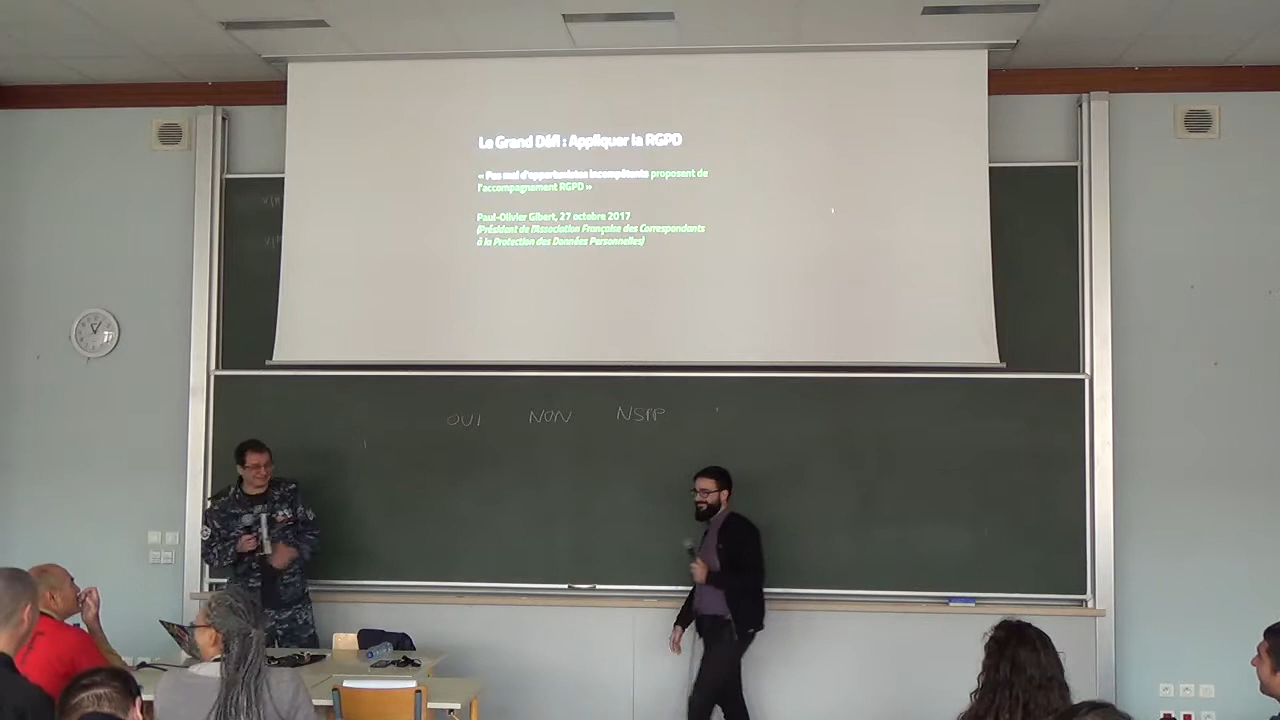 Le Grand Défi : Appliquer la RGPD
« Pas mal d'opportunistes incompétents proposent de
l'accompagnement RGPD »
Paul-Olivier Gibert, 27 octobre 2017
(Président de l'Association Française des Correspondants
à la Protection des Données Personnelles)
OUI NON NSPP